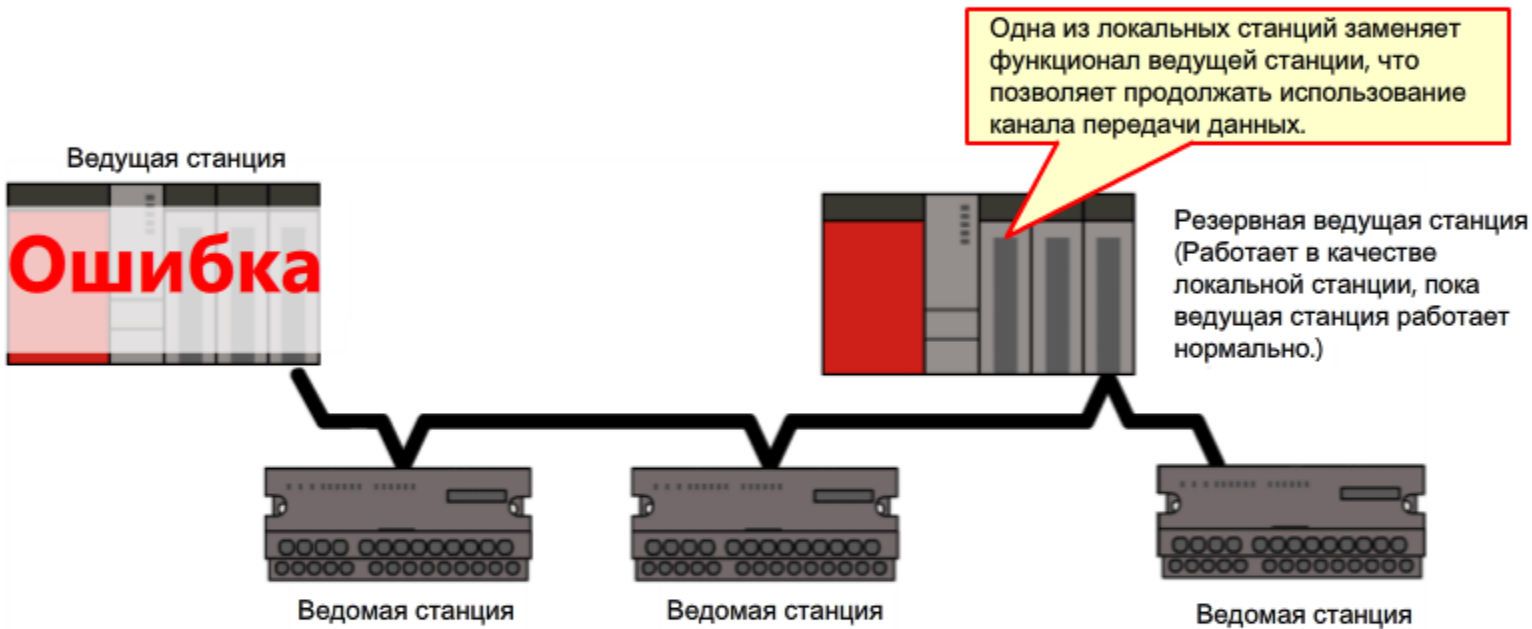 Одна из локальных станций заменяет
функционал ведущей станции, что
позволяет продолжать использование
канала передачи данных.
Ведущая станция
Ошибка
Резервная ведущая станция
(Работает в качестве
локальной станции, пока
ведущая станция работает
нормально.)
Ведомая станция
Ведомая станция
Ведомая станция